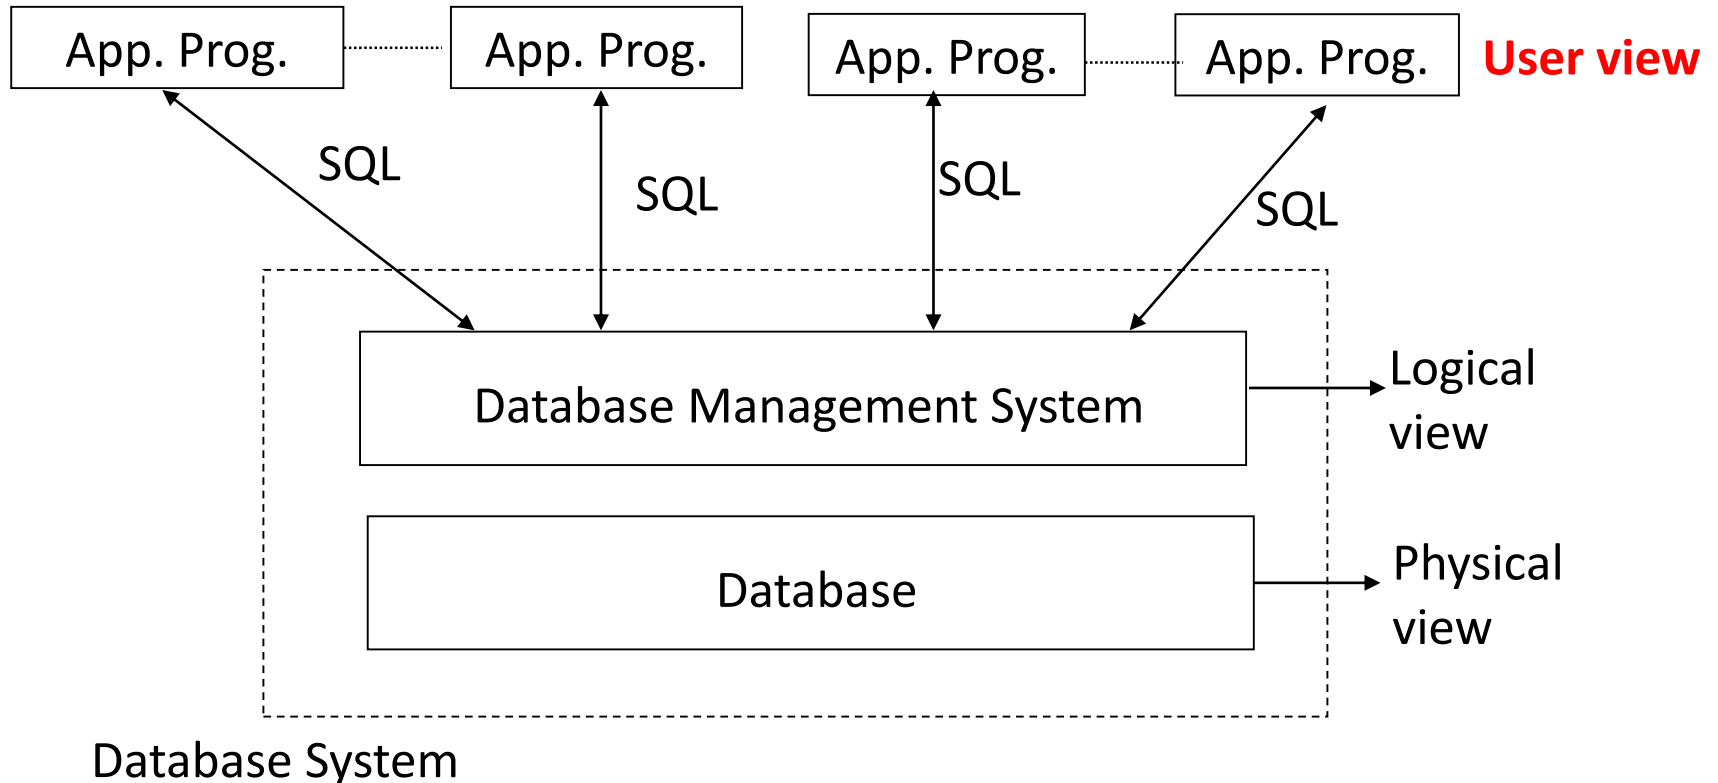 App. Prog.
App. Prog.
App. Prog.
App. Prog.
User view
SQL
SQL
SQL
SQL
Database Management System
Logical
view
Database
Physical
view
Database System